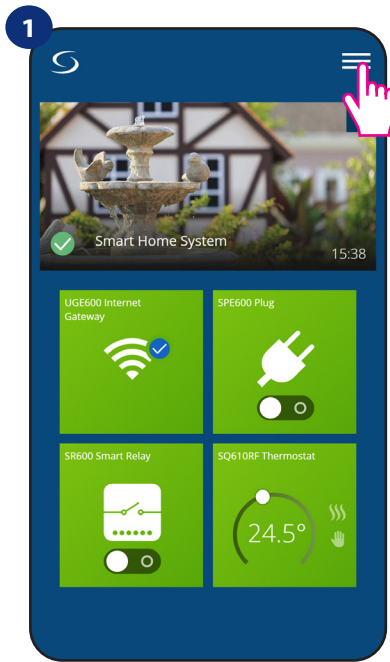 1
Smart Home System
15:38
UGE600 Internet
Gateway
SPE600 Plug
SR600 Smart Relay
SQ610RF Thermostat
24.5°